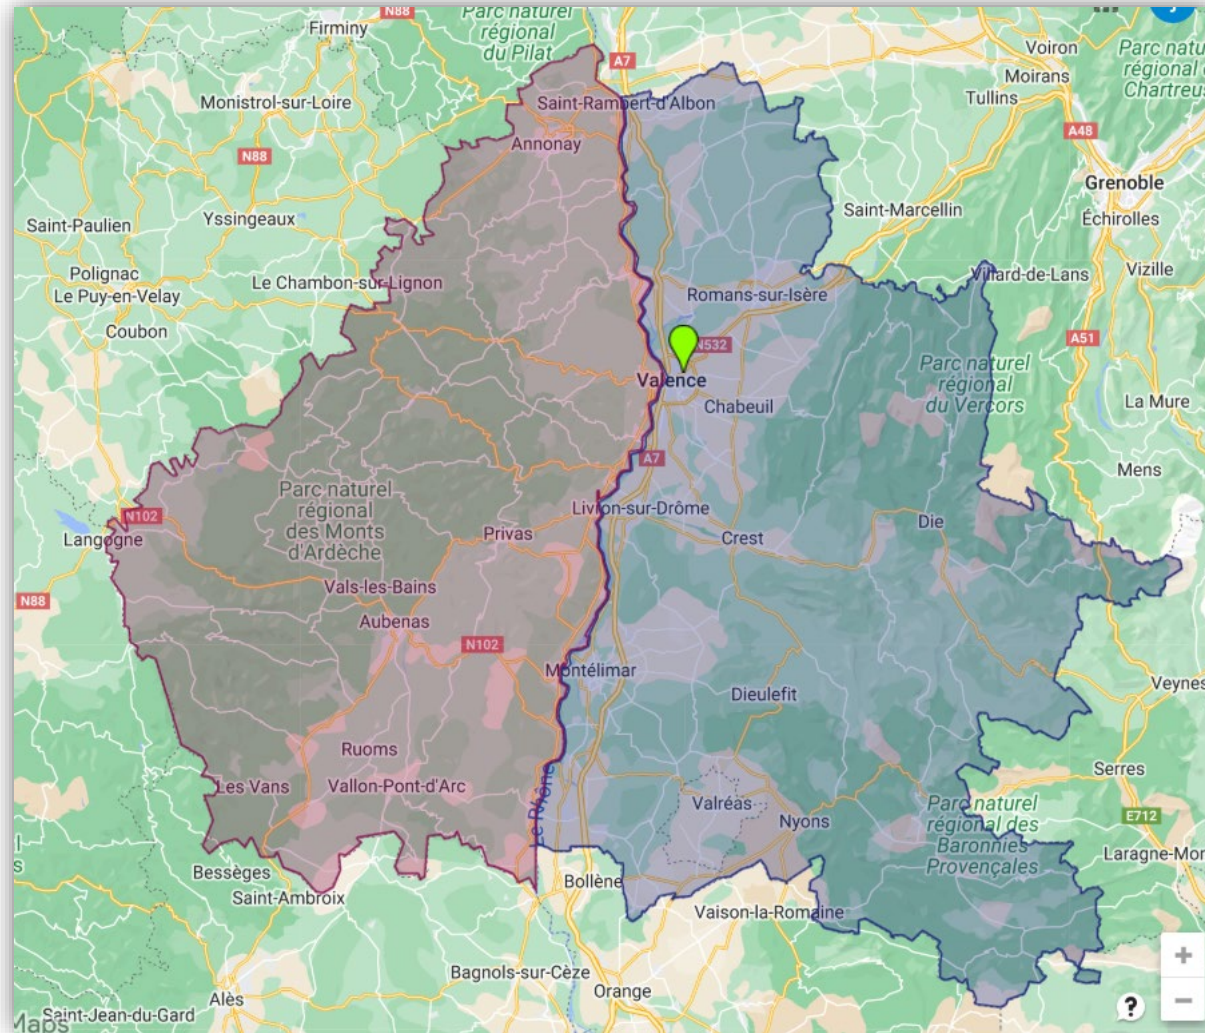 N88
Parc naturel
régional
du Pilat
Firminy
A7
Voiron
Parc natu
régional
Chartreus
Moirans
Tullins
Monistrol-sur-Loire
Saint-Rambert-d'Albon
A48
Annonay
N88
Grenoble
Saint-Paulien
Yssingeaux
Saint-Marcellin
Échirolles
Polignac
Le Puy-en-Velay
Le Chambon-sur-Lignon
Villard-de-Lans
Vizille
Romans-sur-Isère
Coubon
N532
A51
Valence
Parc naturel
régional
du Vercors
Chabeuil
La Mure
A7
Mens
Parc naturel
régional
des Monts
d'Ardèche
N102
Langogne
Livron-sur-Drôme
Privas
Crest
Die
Vals-les-Bains
N88
Aubenas
N102
Montélimar
Dieulefit
Veynes
Ruoms
Serres
Les Vans
Vallon-Pont-d'Arc
Le Rhône
Valréas
Nyons
Parc naturel
régional des
Baronnies
Provençales
E712
Laragne-Mon
l
s
Bessèges
Bollène
Saint-Ambroix
Vaison-la-Romaine
+
Bagnols-sur-Cèze
Orange
Alès
−
?
Maps
Saint-Jean-du-Gard